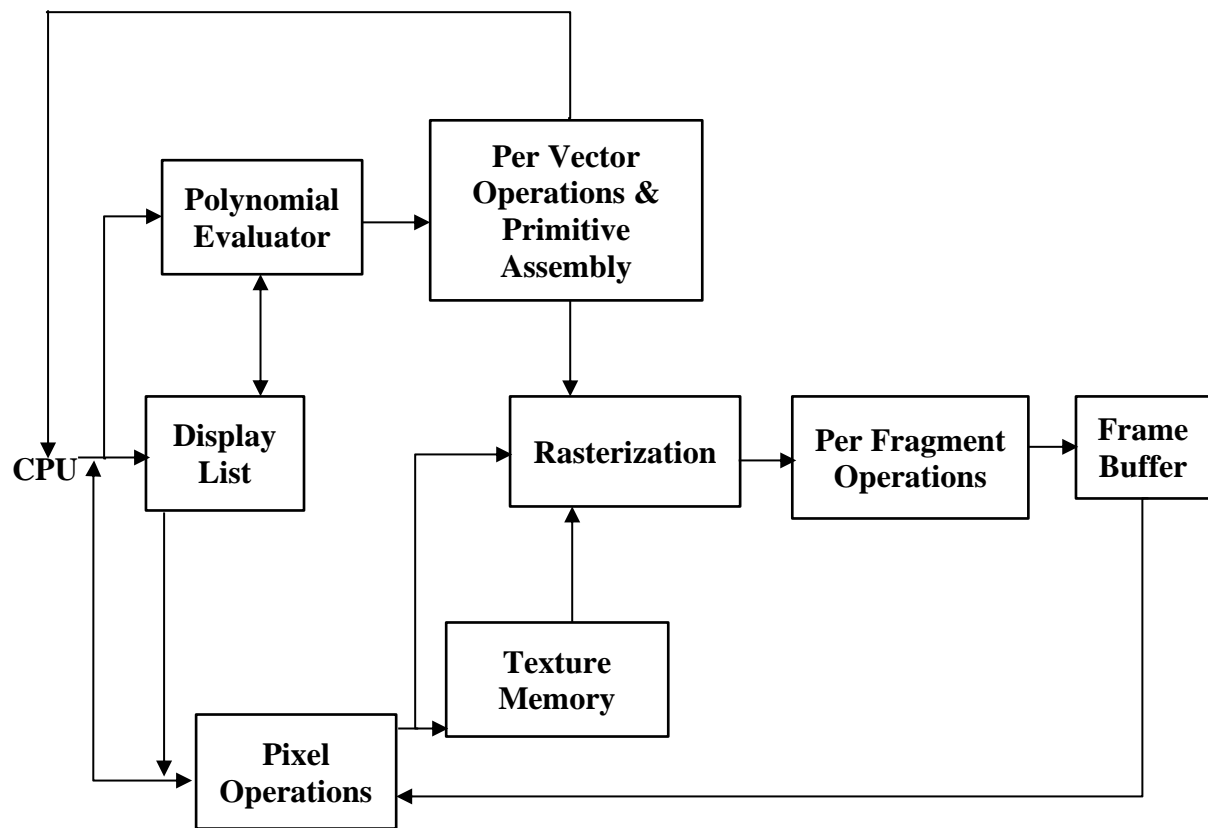 Per Vector
Operations &
Primitive
Assembly
Polynomial
Evaluator
CPU
Display
List
Rasterization
Per Fragment
Operations
Frame
Buffer
Texture
Memory
Pixel
Operations